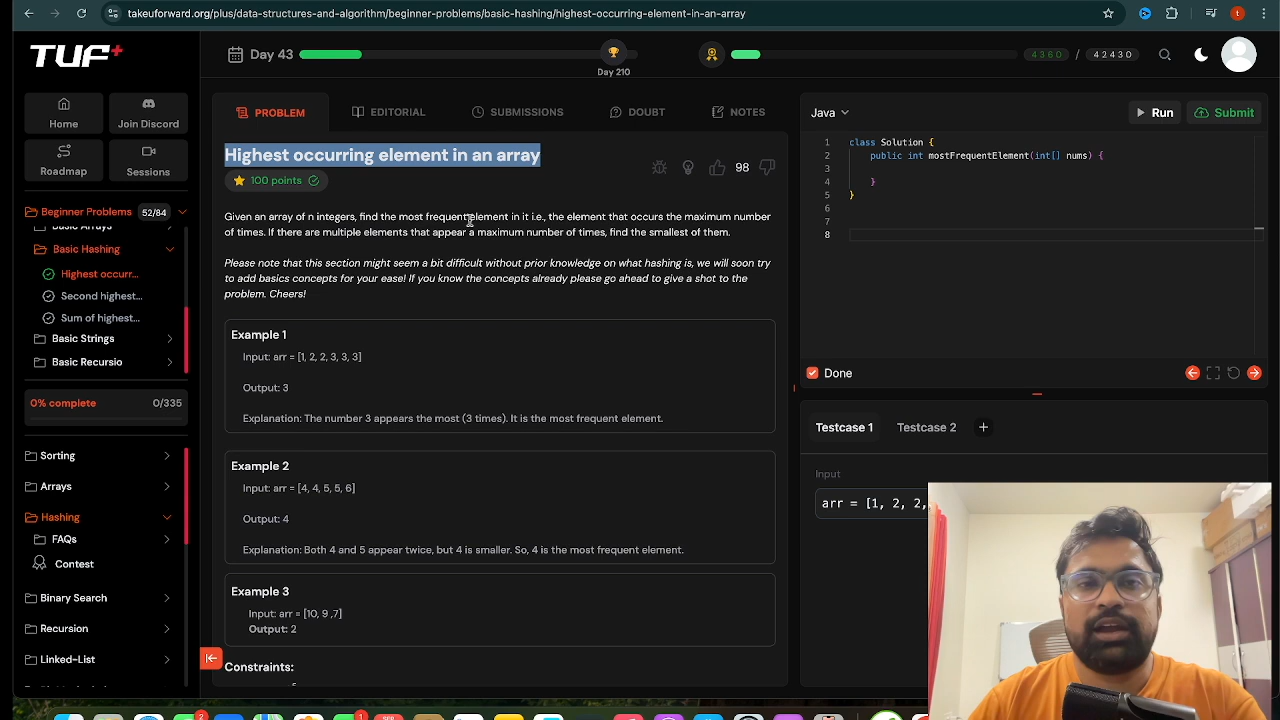 takeuforward.org/plus/data-structures-and-algorithm/beginner-problems/basic-hashing/highest-occurring-element-in-an-array
t
TUF+
Day 43
Day 210
4360 / 42430
Home
Join Discord
Roadmap
Sessions
Beginner Problems 52/84
Basic Arrays
Basic Hashing
Highest occurr...
Second highest...
Sum of highest...
Basic Strings
Basic Recursio
0% complete 0/335
Sorting
Arrays
Hashing
FAQs
Contest
Binary Search
Recursion
Linked-List
PROBLEM
EDITORIAL
SUBMISSIONS
DOUBT
NOTES
Highest occurring element in an array
100 points
98
Given an array of n integers, find the most frequent element in it i.e., the element that occurs the maximum number
of times. If there are multiple elements that appear a maximum number of times, find the smallest of them.
Please note that this section might seem a bit difficult without prior knowledge on what hashing is, we will soon try
to add basics concepts for your ease! If you know the concepts already please go ahead to give a shot to the
problem. Cheers!
Example 1
Input: arr = [1, 2, 2, 3, 3, 3]
Output: 3
Explanation: The number 3 appears the most (3 times). It is the most frequent element.
Example 2
Input: arr = [4, 4, 5, 5, 6]
Output: 4
Explanation: Both 4 and 5 appear twice, but 4 is smaller. So, 4 is the most frequent element.
Example 3
Input: arr = [10, 9 ,7]
Output: 2
Constraints:
Java
Run
Submit
1 class Solution {
2 public int mostFrequentElement(int[] nums) {
3
4 }
5 }
6
7
8
Done
Testcase 1
Testcase 2
Input
arr = [1, 2, 2,
2
1